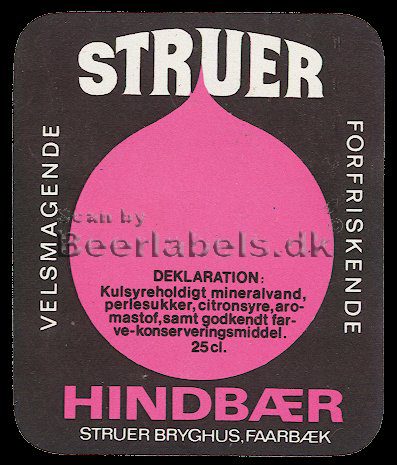 STRUER
VELSMAGENDE
FORFRISKENDE
Scan by
Beerlabels.dk
DEKLARATION:
Kulsyreholdigt mineralvand,
perlesukker, citronsyre, aro-
mastof, samt godkendt far-
ve-konserveringsmiddel.
25 cl.
HINDBÆR
STRUER BRYGHUS, FAARBÆK